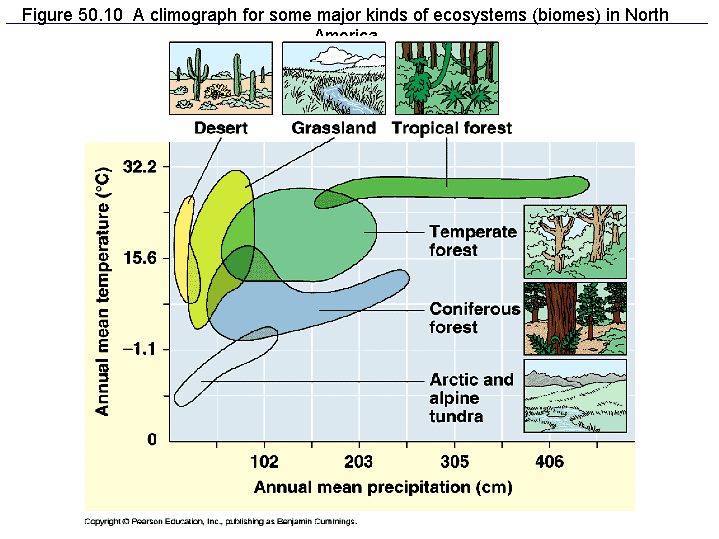 Figure 50.10 A climograph for some major kinds of ecosystems (biomes) in North
America
Desert
Grassland
Tropical forest
Annual mean temperature (°C)
32.2
15.6
–1.1
0
Temperate
forest
Coniferous
forest
Arctic and
alpine
tundra
102
203
305
406
Annual mean precipitation (cm)
Copyright © Pearson Education, Inc., publishing as Benjamin Cummings.